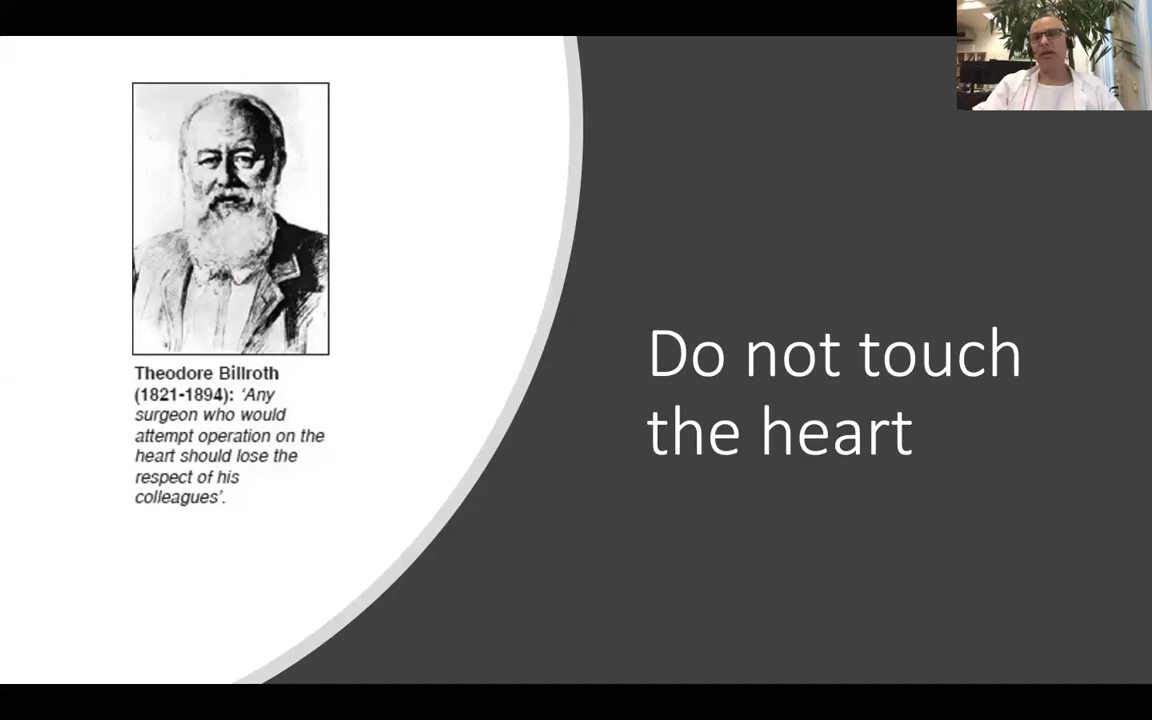 Theodore Billroth
(1821-1894): 'Any
surgeon who would
attempt operation on the
heart should lose the
respect of his
colleagues'.
Do not touch
the heart